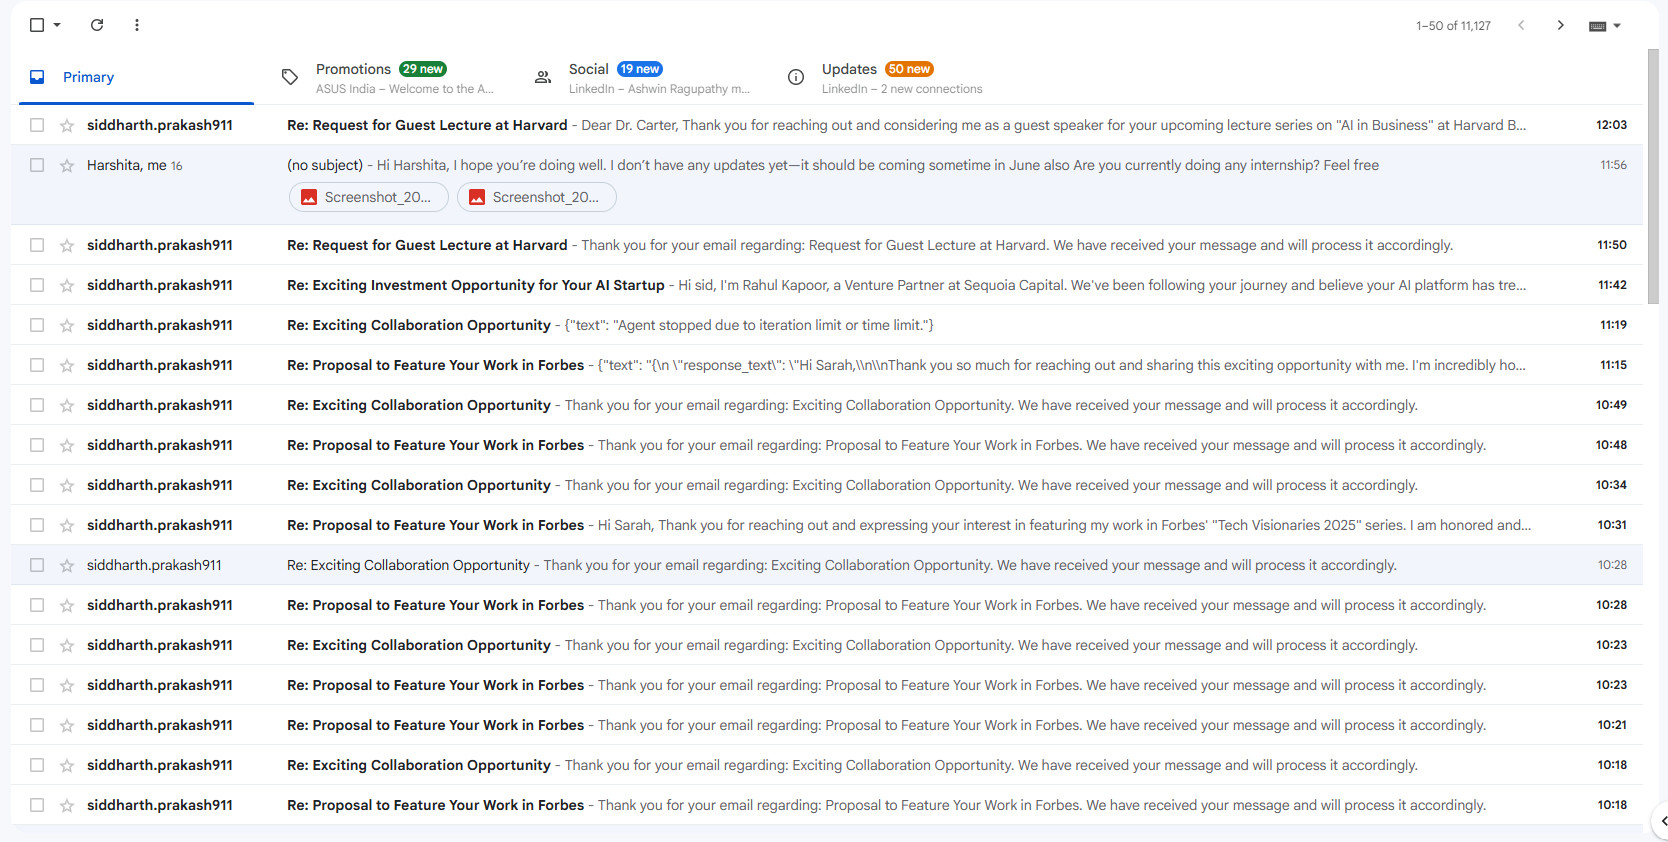 1–50 of 11,127
Primary
Promotions 29 new
ASUS India – Welcome to the A...
Social 19 new
LinkedIn – Ashwin Ragupathy m...
Updates 50 new
LinkedIn – 2 new connections
siddharth.prakash911 Re: Request for Guest Lecture at Harvard - Dear Dr. Carter, Thank you for reaching out and considering me as a guest speaker for your upcoming lecture series on "AI in Business" at Harvard B... 12:03
Harshita, me 16 (no subject) - Hi Harshita, I hope you’re doing well. I don’t have any updates yet—it should be coming sometime in June also Are you currently doing any internship? Feel free 11:56
Screenshot_20... Screenshot_20...
siddharth.prakash911 Re: Request for Guest Lecture at Harvard - Thank you for your email regarding: Request for Guest Lecture at Harvard. We have received your message and will process it accordingly. 11:50
siddharth.prakash911 Re: Exciting Investment Opportunity for Your AI Startup - Hi sid, I'm Rahul Kapoor, a Venture Partner at Sequoia Capital. We've been following your journey and believe your AI platform has tre... 11:42
siddharth.prakash911 Re: Exciting Collaboration Opportunity - {"text": "Agent stopped due to iteration limit or time limit."} 11:19
siddharth.prakash911 Re: Proposal to Feature Your Work in Forbes - {"text": "{\n \"response_text\": \"Hi Sarah,\\n\\nThank you so much for reaching out and sharing this exciting opportunity with me. I'm incredibly ho... 11:15
siddharth.prakash911 Re: Exciting Collaboration Opportunity - Thank you for your email regarding: Exciting Collaboration Opportunity. We have received your message and will process it accordingly. 10:49
siddharth.prakash911 Re: Proposal to Feature Your Work in Forbes - Thank you for your email regarding: Proposal to Feature Your Work in Forbes. We have received your message and will process it accordingly. 10:48
siddharth.prakash911 Re: Exciting Collaboration Opportunity - Thank you for your email regarding: Exciting Collaboration Opportunity. We have received your message and will process it accordingly. 10:34
siddharth.prakash911 Re: Proposal to Feature Your Work in Forbes - Hi Sarah, Thank you for reaching out and expressing your interest in featuring my work in Forbes' "Tech Visionaries 2025" series. I am honored and... 10:31
siddharth.prakash911 Re: Exciting Collaboration Opportunity - Thank you for your email regarding: Exciting Collaboration Opportunity. We have received your message and will process it accordingly. 10:28
siddharth.prakash911 Re: Proposal to Feature Your Work in Forbes - Thank you for your email regarding: Proposal to Feature Your Work in Forbes. We have received your message and will process it accordingly. 10:28
siddharth.prakash911 Re: Exciting Collaboration Opportunity - Thank you for your email regarding: Exciting Collaboration Opportunity. We have received your message and will process it accordingly. 10:23
siddharth.prakash911 Re: Proposal to Feature Your Work in Forbes - Thank you for your email regarding: Proposal to Feature Your Work in Forbes. We have received your message and will process it accordingly. 10:23
siddharth.prakash911 Re: Proposal to Feature Your Work in Forbes - Thank you for your email regarding: Proposal to Feature Your Work in Forbes. We have received your message and will process it accordingly. 10:21
siddharth.prakash911 Re: Exciting Collaboration Opportunity - Thank you for your email regarding: Exciting Collaboration Opportunity. We have received your message and will process it accordingly. 10:18
siddharth.prakash911 Re: Proposal to Feature Your Work in Forbes - Thank you for your email regarding: Proposal to Feature Your Work in Forbes. We have received your message and will process it accordingly. 10:18